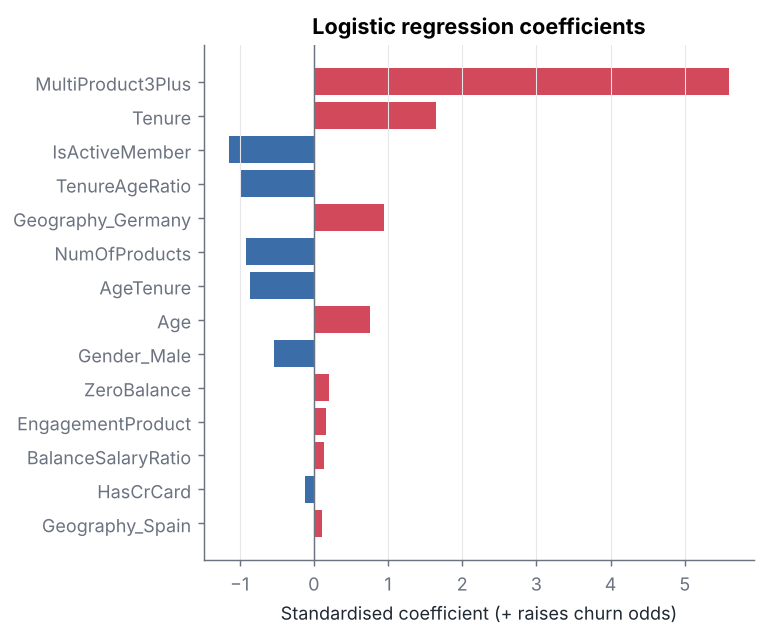 Logistic regression coefficients
MultiProduct3Plus
Tenure
IsActiveMember
TenureAgeRatio
Geography_Germany
NumOfProducts
AgeTenure
Age
Gender_Male
ZeroBalance
EngagementProduct
BalanceSalaryRatio
HasCrCard
Geography_Spain
−1 0 1 2 3 4 5
Standardised coefficient (+ raises churn odds)